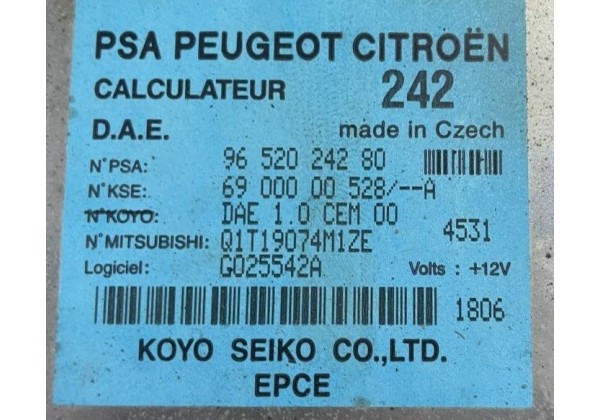 PSA PEUGEOT CITROËN
CALCULATEUR 242
D.A.E. made in Czech
N°PSA: 96 520 242 80
N°KSE: 69 000 00 528/--A
N°KOYO: DAE 1.0 CEM 00
N°MITSUBISHI: Q1T19074M1ZE 4531
Logiciel: G025542A Volts : +12V
1806
KOYO SEIKO CO.,LTD.
EPCE